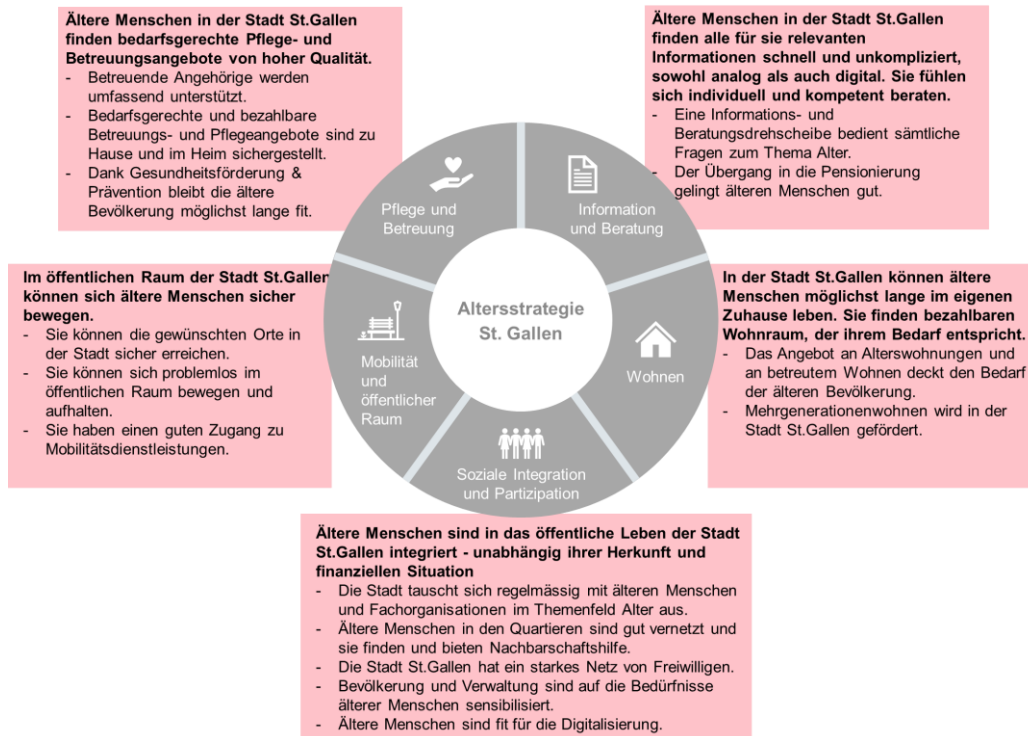 Ältere Menschen in der Stadt St.Gallen
finden bedarfsgerechte Pflege- und
Betreuungsangebote von hoher Qualität.
- Betreuende Angehörige werden
umfassend unterstützt.
- Bedarfsgerechte und bezahlbare
Betreuungs- und Pflegeangebote sind zu
Hause und im Heim sichergestellt.
- Dank Gesundheitsförderung &
Prävention bleibt die ältere
Bevölkerung möglichst lange fit.
Ältere Menschen in der Stadt St.Gallen
finden alle für sie relevanten
Informationen schnell und unkompliziert,
sowohl analog als auch digital. Sie fühlen
sich individuell und kompetent beraten.
- Eine Informations- und
Beratungsdrehscheibe bedient sämtliche
Fragen zum Thema Alter.
- Der Übergang in die Pensionierung
gelingt älteren Menschen gut.
Pflege und
Betreuung
Information
und Beratung
Im öffentlichen Raum der Stadt St.Gallen
können sich ältere Menschen sicher
bewegen.
- Sie können die gewünschten Orte in
der Stadt sicher erreichen.
- Sie können sich problemlos im
öffentlichen Raum bewegen und
aufhalten.
- Sie haben einen guten Zugang zu
Mobilitätsdienstleistungen.
Altersstrategie
St. Gallen
Mobilität
und
öffentlicher
Raum
Wohnen
In der Stadt St.Gallen können ältere
Menschen möglichst lange im eigenen
Zuhause leben. Sie finden bezahlbaren
Wohnraum, der ihrem Bedarf entspricht.
- Das Angebot an Alterswohnungen und
an betreutem Wohnen deckt den Bedarf
der älteren Bevölkerung.
- Mehrgenerationenwohnen wird in der
Stadt St.Gallen gefördert.
Soziale Integration
und Partizipation
Ältere Menschen sind in das öffentliche Leben der Stadt
St.Gallen integriert - unabhängig ihrer Herkunft und
finanziellen Situation
- Die Stadt tauscht sich regelmässig mit älteren Menschen
und Fachorganisationen im Themenfeld Alter aus.
- Ältere Menschen in den Quartieren sind gut vernetzt und
sie finden und bieten Nachbarschaftshilfe.
- Die Stadt St.Gallen hat ein starkes Netz von Freiwilligen.
- Bevölkerung und Verwaltung sind auf die Bedürfnisse
älterer Menschen sensibilisiert.
- Ältere Menschen sind fit für die Digitalisierung.